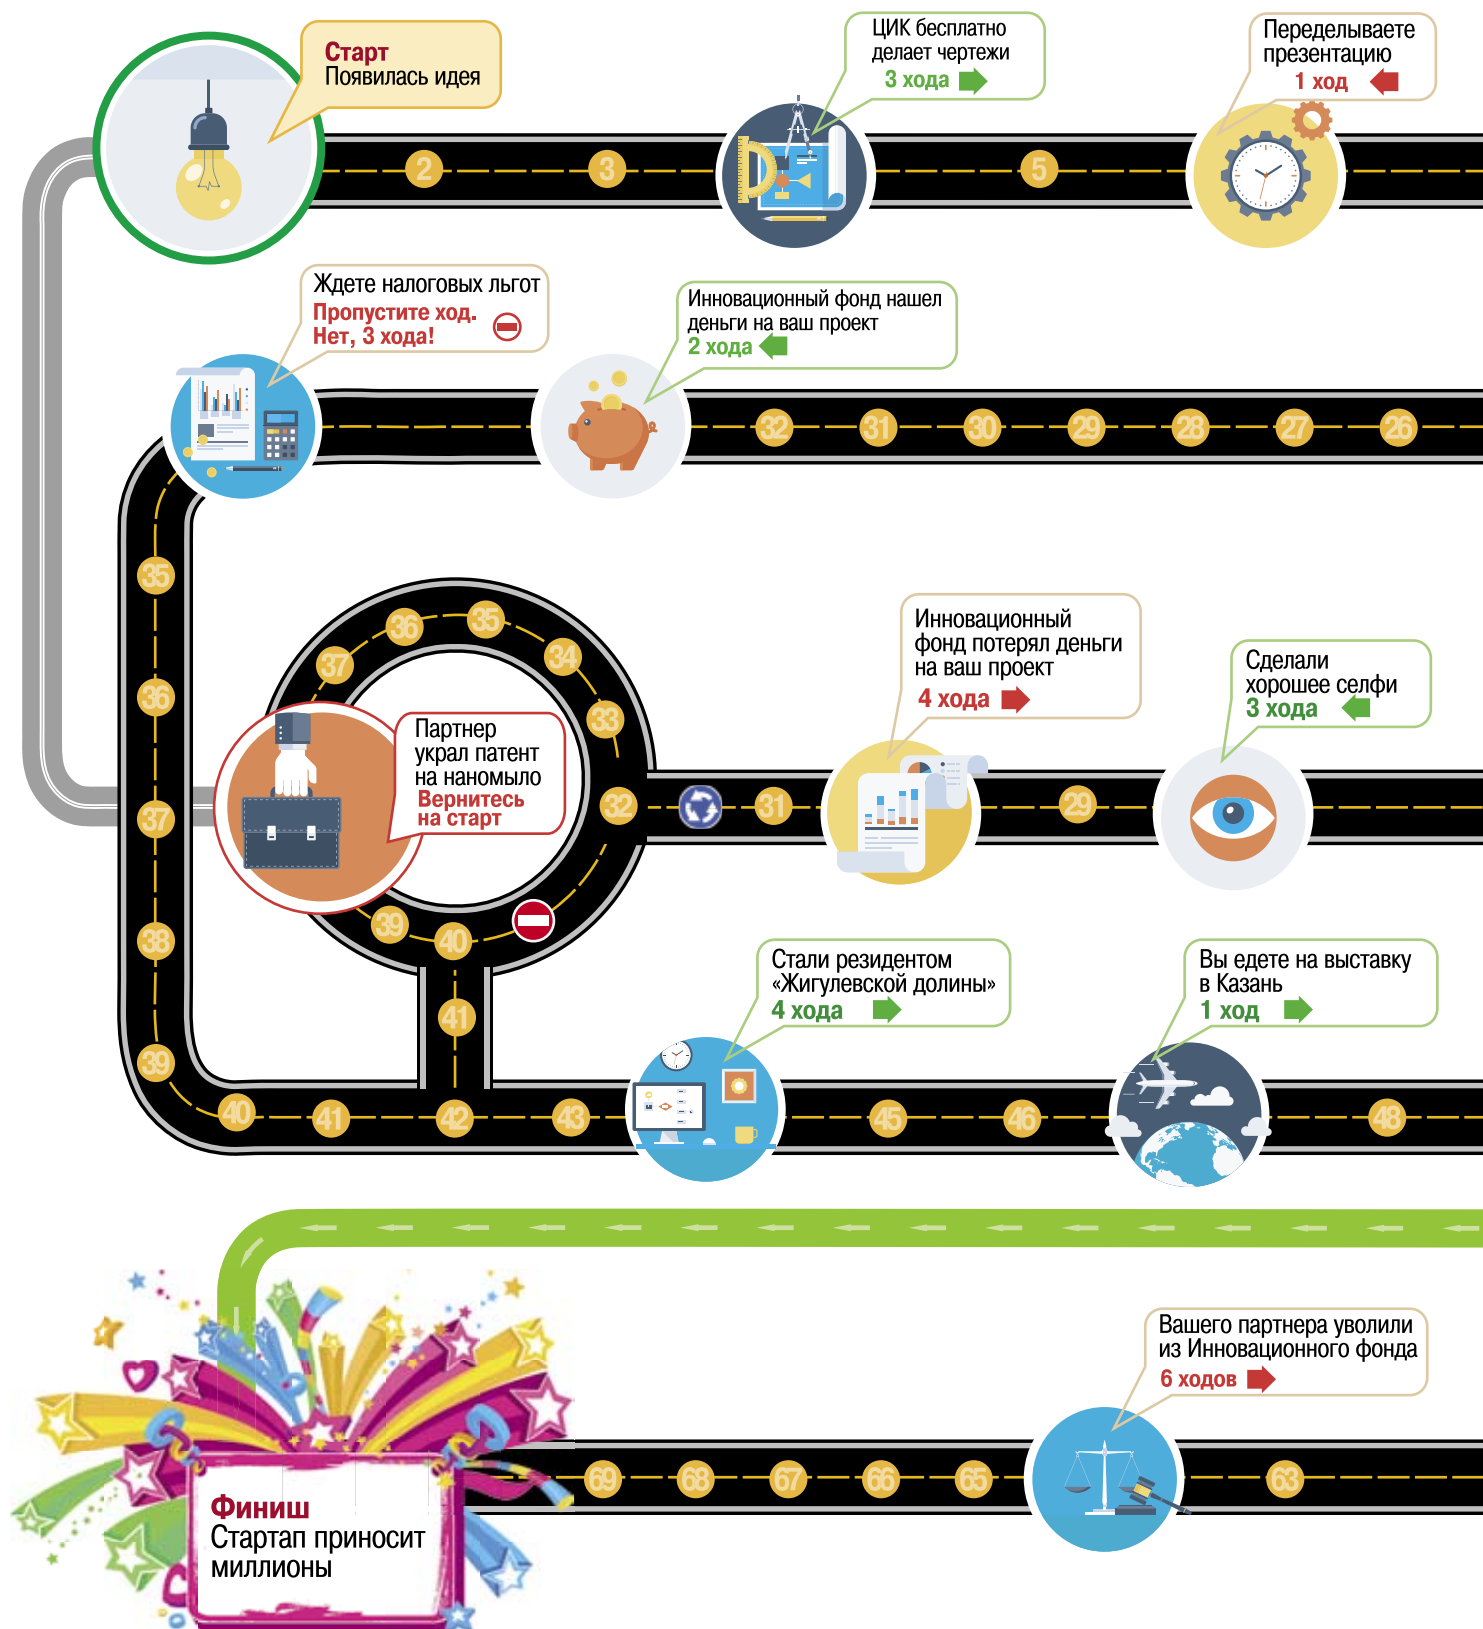 Старт
Появилась идея
ЦИК бесплатно
делает чертежи
3 хода
Переделываете
презентацию
1 ход
2
3
5
Ждете налоговых льгот
Пропустите ход.
Нет, 3 хода!
Инновационный фонд нашел
деньги на ваш проект
2 хода
32
31
30
29
28
27
26
35
36
37
38
39
40
41
42
43
37
36
35
34
33
32
31
29
39
40
41
Партнер
украл патент
на наномыло
Вернитесь
на старт
Инновационный
фонд потерял деньги
на ваш проект
4 хода
Сделали
хорошее селфи
3 хода
Стали резидентом
«Жигулевской долины»
4 хода
Вы едете на выставку
в Казань
1 ход
45
46
48
Вашего партнера уволили
из Инновационного фонда
6 ходов
69
68
67
66
65
63
Финиш
Стартап приносит
миллионы